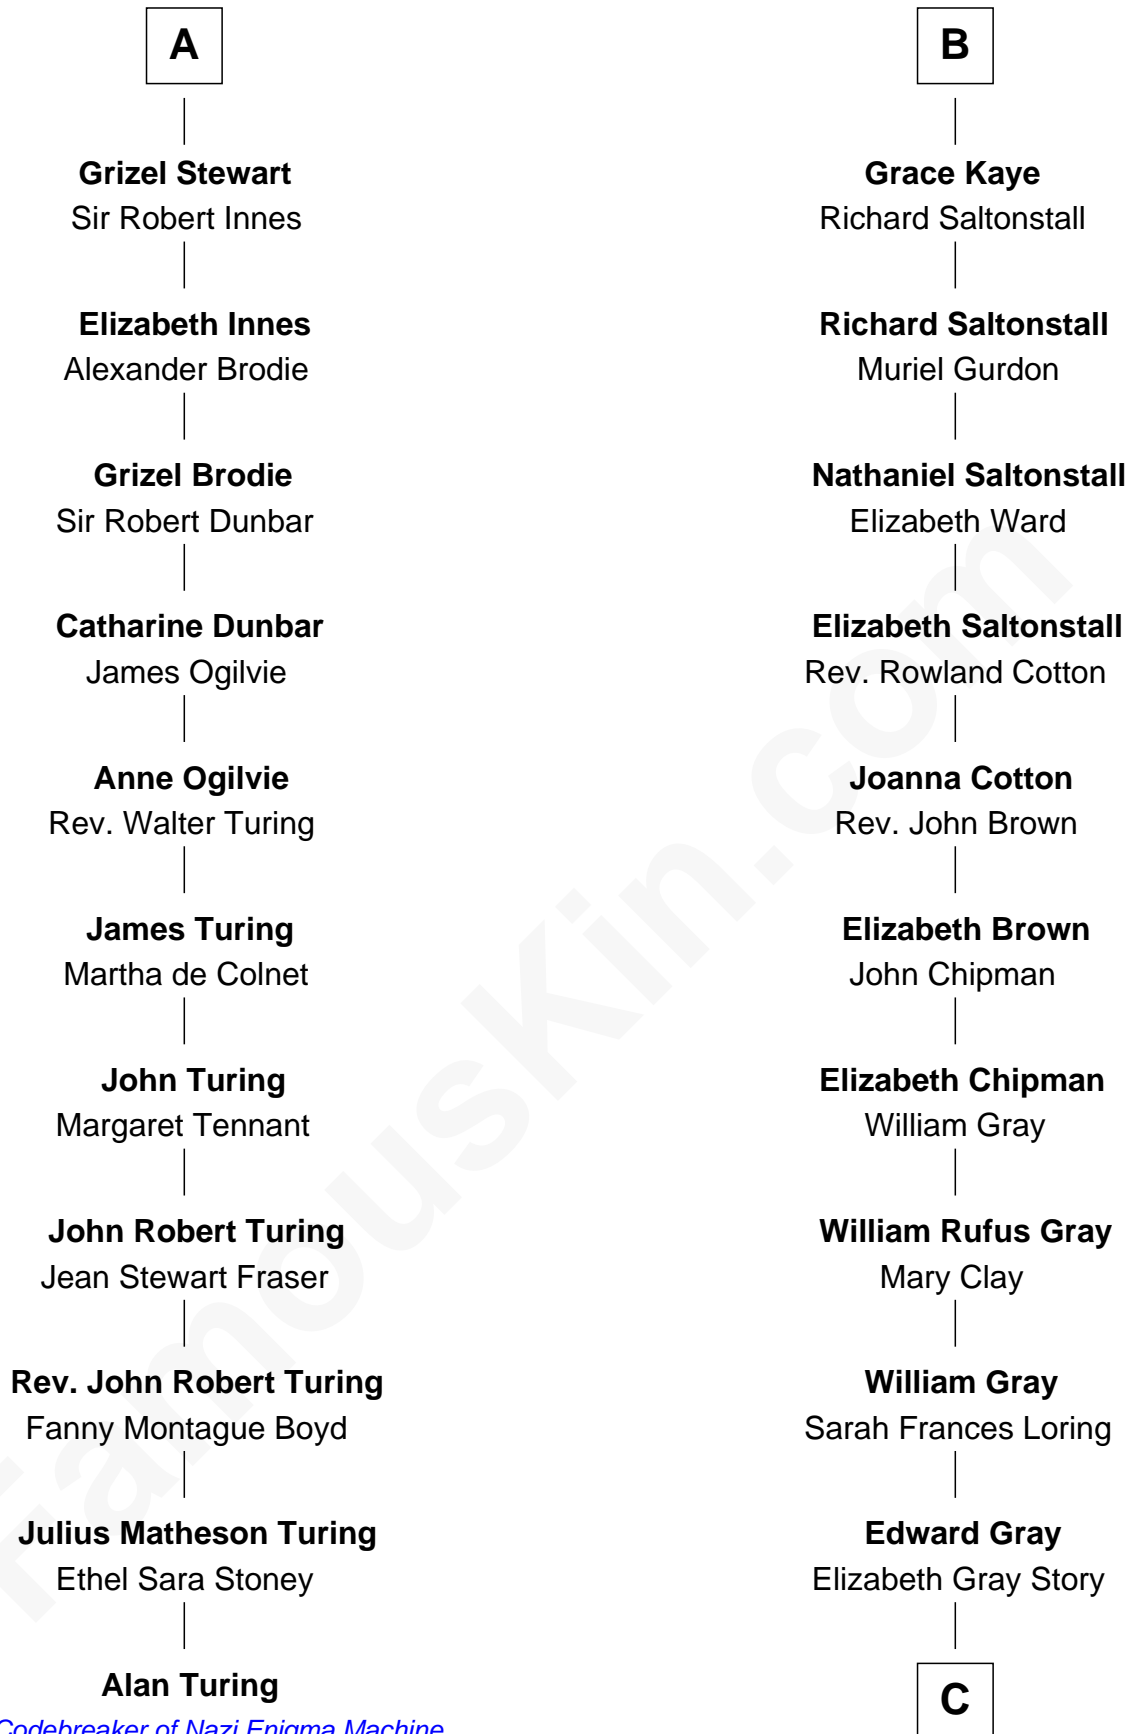 A
Grizel Stewart
Sir Robert Innes
Elizabeth Innes
Alexander Brodie
Grizel Brodie
Sir Robert Dunbar
Catharine Dunbar
James Ogilvie
Anne Ogilvie
Rev. Walter Turing
James Turing
Martha de Colnet
John Turing
Margaret Tennant
John Robert Turing
Jean Stewart Fraser
Rev. John Robert Turing
Fanny Montague Boyd
Julius Matheson Turing
Ethel Sara Stoney
Alan Turing
Codebreaker of Nazi Enigma Machine
B
Grace Kaye
Richard Saltonstall
Richard Saltonstall
Muriel Gurdon
Nathaniel Saltonstall
Elizabeth Ward
Elizabeth Saltonstall
Rev. Rowland Cotton
Joanna Cotton
Rev. John Brown
Elizabeth Brown
John Chipman
Elizabeth Chipman
William Gray
William Rufus Gray
Mary Clay
William Gray
Sarah Frances Loring
Edward Gray
Elizabeth Gray Story
C
FamousKin.com